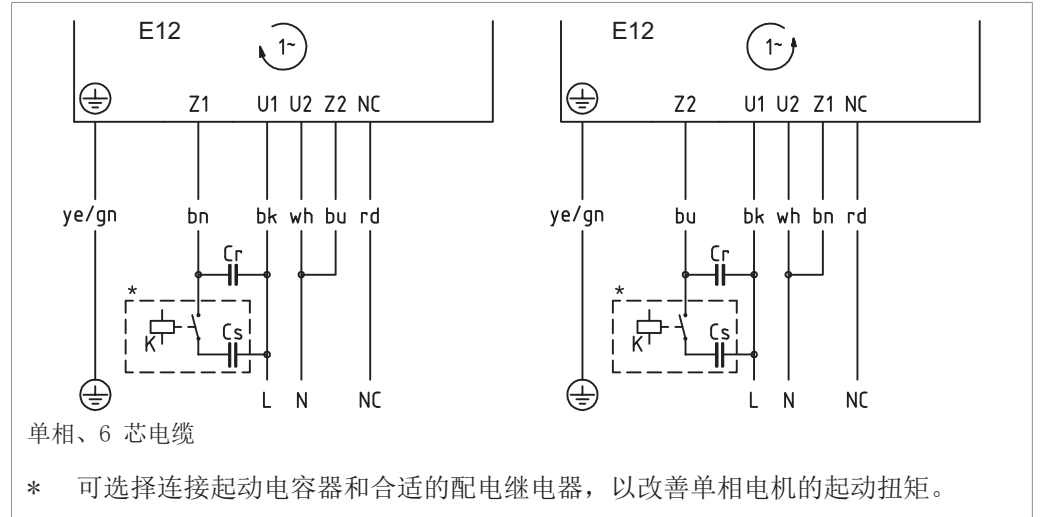 E12 1~ E12 1~
Z1 U1 U2 Z2 NC Z2 U1 U2 Z1 NC
ye/gn bn bk wh bu rd ye/gn bu bk wh bn rd
Cr Cr
* *
K Cs K Cs
L N NC L N NC
单相、6 芯电缆
* 可选择连接起动电容器和合适的配电继电器，以改善单相电机的起动扭矩。